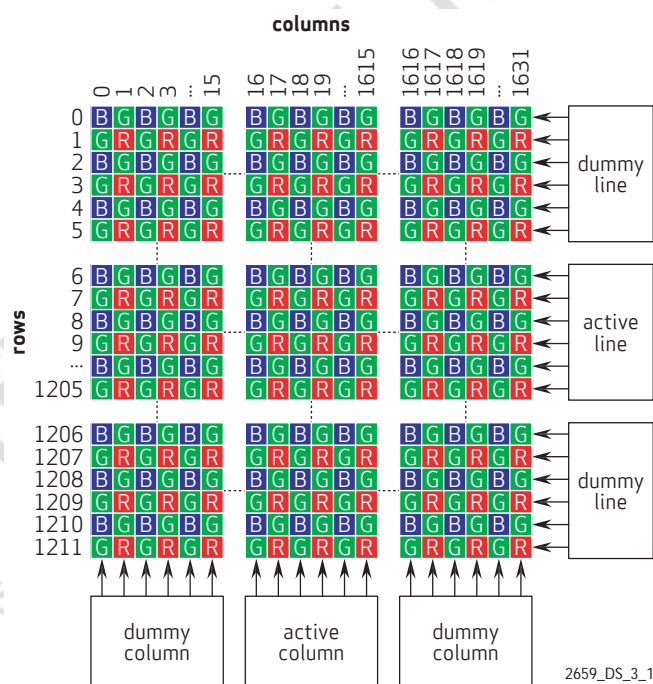 columns
0 1 2 3 ... 15 16 17 18 19 ... 1615 1616 1617 1618 1619 ... 1631
0 B G B G B G B G B G B G B G B G B G
1 G R G R G R G R G R G R G R G R G R
2 B G B G B G B G B G B G B G B G B G
3 G R G R G R G R G R G R G R G R G R
4 B G B G B G B G B G B G B G B G B G
5 G R G R G R G R G R G R G R G R G R
dummy
line
rows
6 B G B G B G B G B G B G B G B G B G
7 G R G R G R G R G R G R G R G R G R
8 B G B G B G B G B G B G B G B G B G
9 G R G R G R G R G R G R G R G R G R
... B G B G B G B G B G B G B G B G B G
1205 G R G R G R G R G R G R G R G R G R
active
line
1206 B G B G B G B G B G B G B G B G B G
1207 G R G R G R G R G R G R G R G R G R
1208 B G B G B G B G B G B G B G B G B G
1209 G R G R G R G R G R G R G R G R G R
1210 B G B G B G B G B G B G B G B G B G
1211 G R G R G R G R G R G R G R G R G R
dummy
line
dummy
column
active
column
dummy
column
2659_DS_3_1